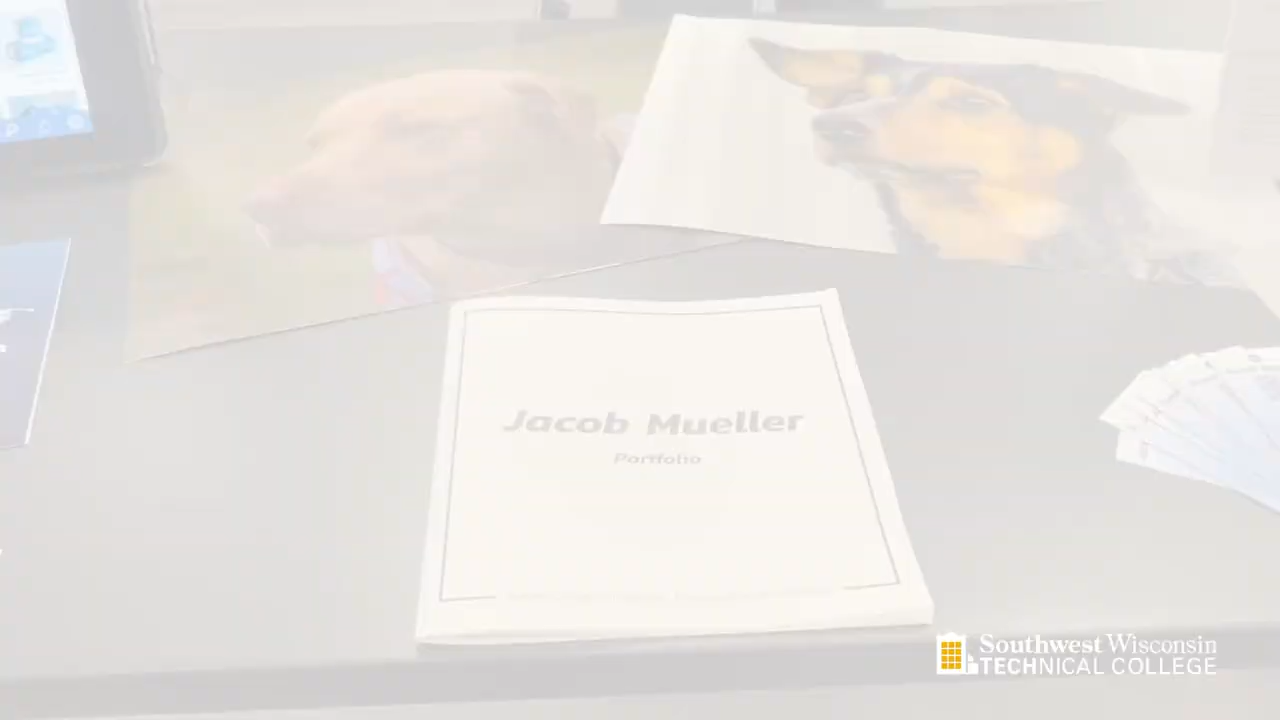 Jacob Mueller
Portfolio
Southwest Wisconsin
TECHNICAL COLLEGE